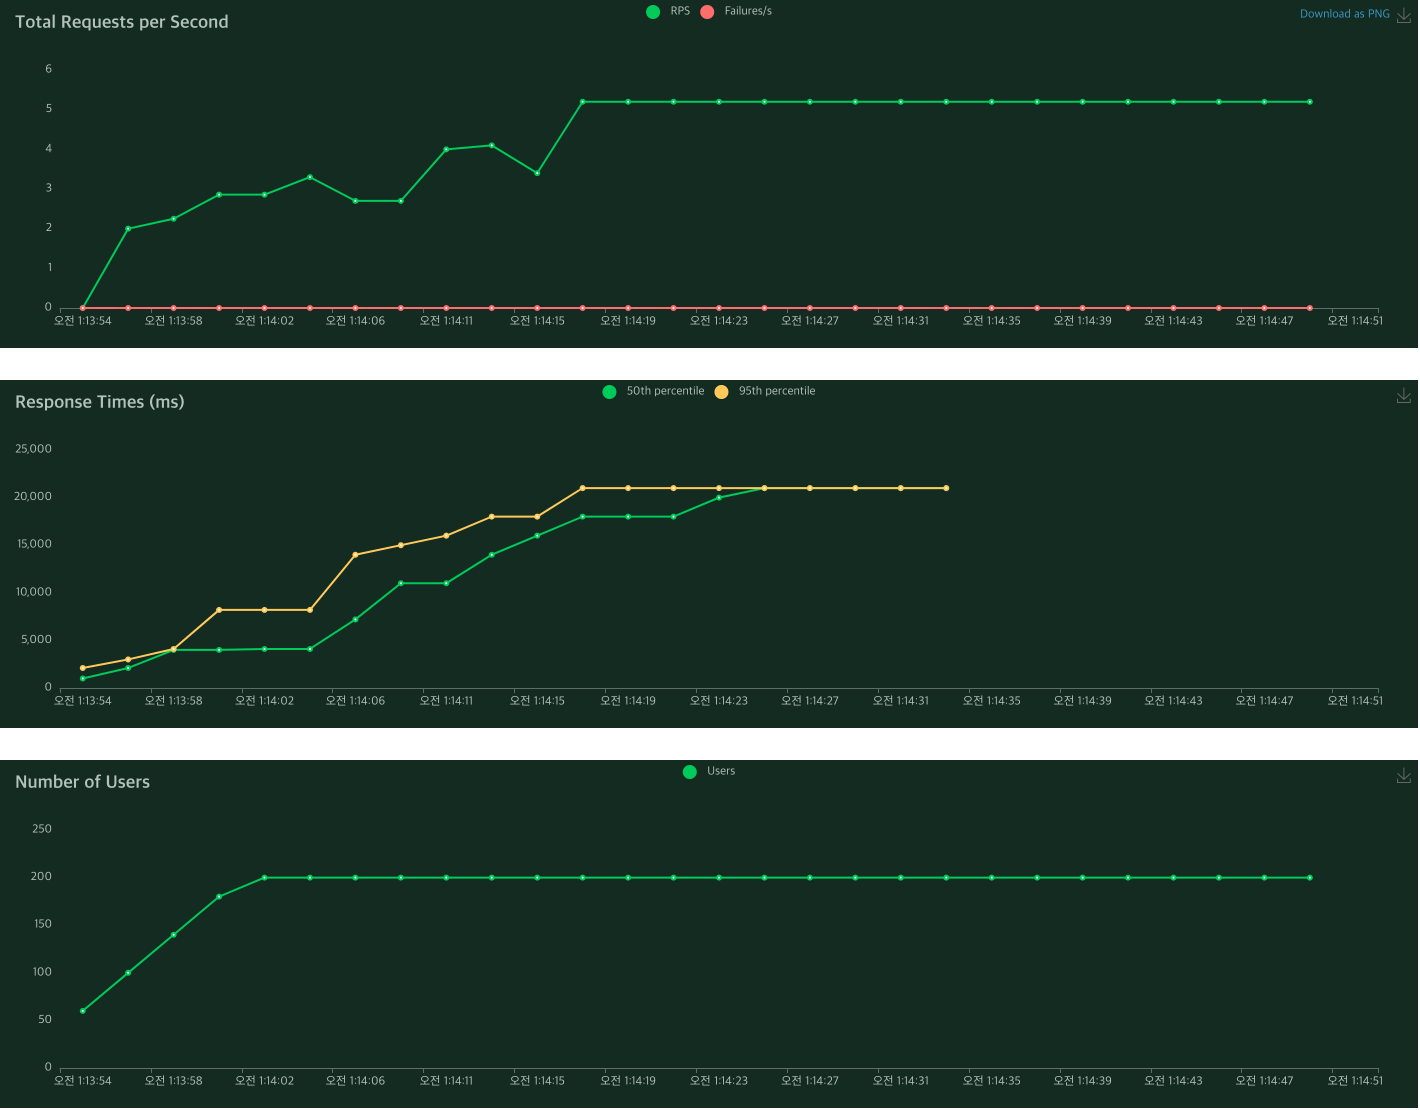 Total Requests per Second
RPS Failures/s
Download as PNG
6
5
4
3
2
1
0
오전 1:13:54 오전 1:13:58 오전 1:14:02 오전 1:14:06 오전 1:14:11 오전 1:14:15 오전 1:14:19 오전 1:14:23 오전 1:14:27 오전 1:14:31 오전 1:14:35 오전 1:14:39 오전 1:14:43 오전 1:14:47 오전 1:14:51
Response Times (ms)
50th percentile 95th percentile
25,000
20,000
15,000
10,000
5,000
0
오전 1:13:54 오전 1:13:58 오전 1:14:02 오전 1:14:06 오전 1:14:11 오전 1:14:15 오전 1:14:19 오전 1:14:23 오전 1:14:27 오전 1:14:31 오전 1:14:35 오전 1:14:39 오전 1:14:43 오전 1:14:47 오전 1:14:51
Number of Users
Users
250
200
150
100
50
0
오전 1:13:54 오전 1:13:58 오전 1:14:02 오전 1:14:06 오전 1:14:11 오전 1:14:15 오전 1:14:19 오전 1:14:23 오전 1:14:27 오전 1:14:31 오전 1:14:35 오전 1:14:39 오전 1:14:43 오전 1:14:47 오전 1:14:51